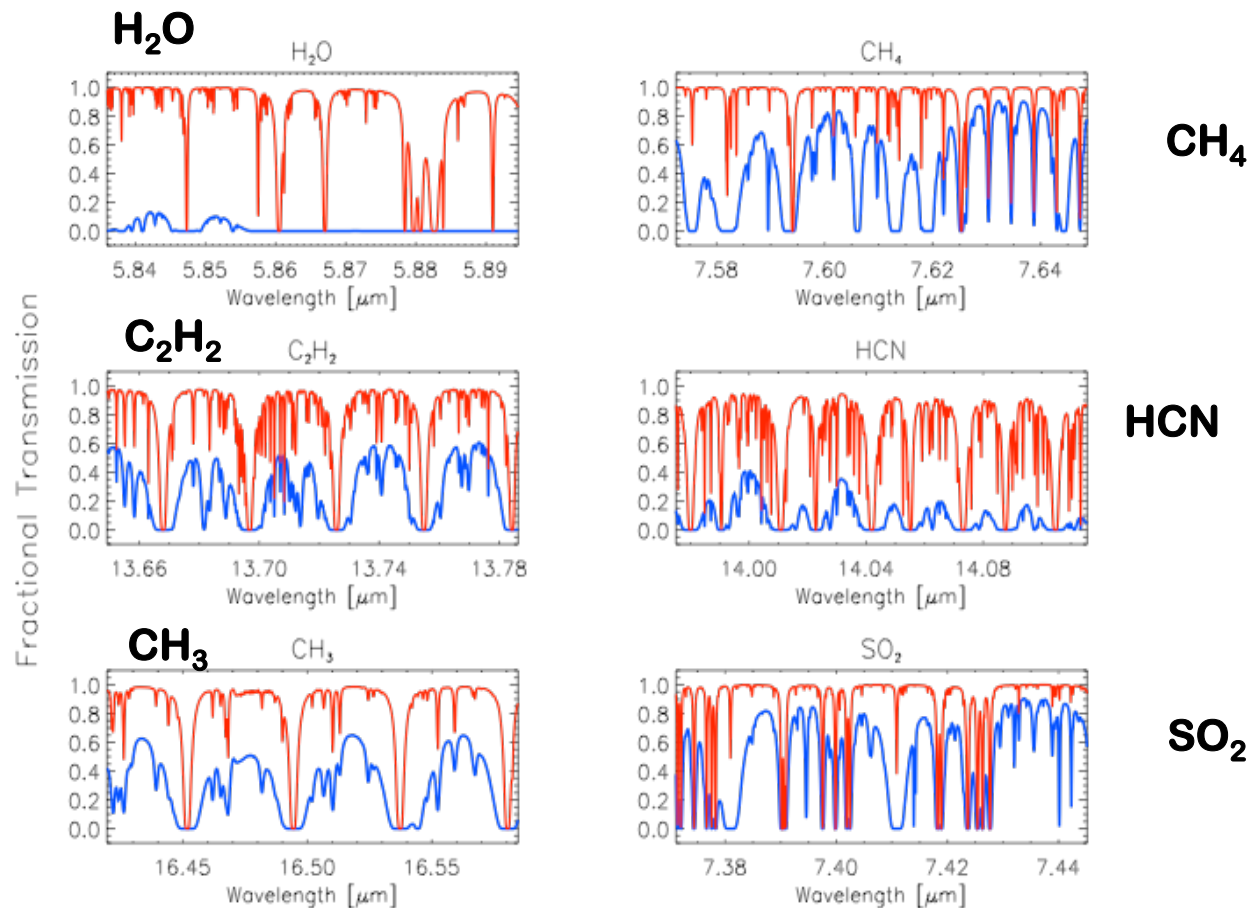 H₂O
H₂O
1.0
0.8
0.6
0.4
0.2
0.0
5.84 5.85 5.86 5.87 5.88 5.89
Wavelength [μm]
CH₄
1.0
0.8
0.6
0.4
0.2
0.0
7.58 7.60 7.62 7.64
Wavelength [μm]
CH₄
Fractional Transmission
C₂H₂
C₂H₂
1.0
0.8
0.6
0.4
0.2
0.0
13.66 13.70 13.74 13.78
Wavelength [μm]
HCN
1.0
0.8
0.6
0.4
0.2
0.0
14.00 14.04 14.08
Wavelength [μm]
HCN
CH₃
CH₃
1.0
0.8
0.6
0.4
0.2
0.0
16.45 16.50 16.55
Wavelength [μm]
SO₂
1.0
0.8
0.6
0.4
0.2
0.0
7.38 7.40 7.42 7.44
Wavelength [μm]
SO₂